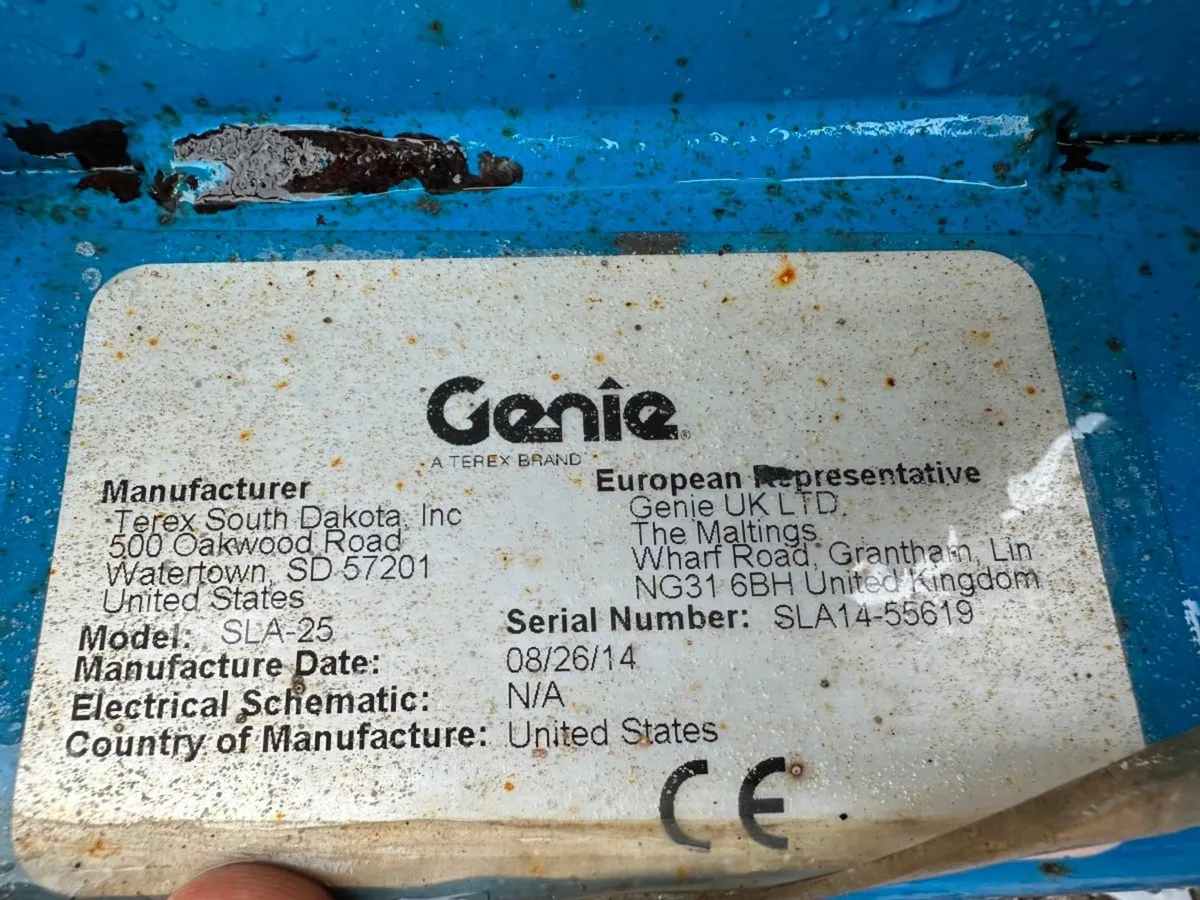 Genie®
A TEREX BRAND
Manufacturer
Terex South Dakota, Inc
500 Oakwood Road
Watertown, SD 57201
United States
European Representative
Genie UK LTD.
The Maltings
Wharf Road, Grantham, Lin
NG31 6BH United Kingdom
Model: SLA-25
Serial Number: SLA14-55619
Manufacture Date: 08/26/14
Electrical Schematic: N/A
Country of Manufacture: United States
CE